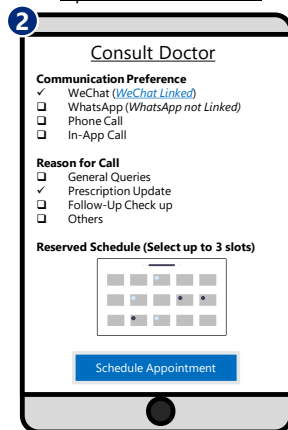 2
Consult Doctor
Communication Preference
✓ WeChat (WeChat Linked)
❑ WhatsApp (WhatsApp not Linked)
❑ Phone Call
❑ In-App Call
Reason for Call
❑ General Queries
✓ Prescription Update
❑ Follow-Up Check up
❑ Others
Reserved Schedule (Select up to 3 slots)
Schedule Appointment